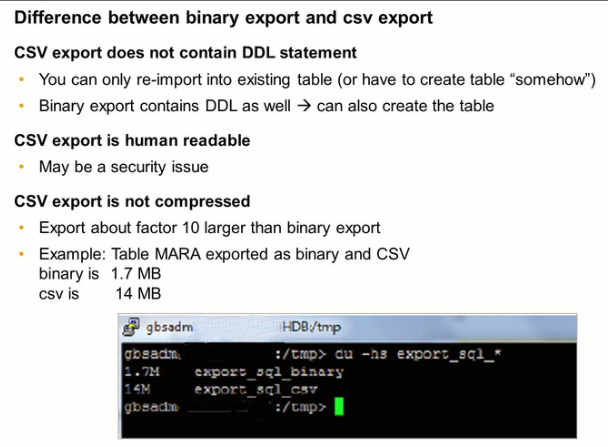 Difference between binary export and csv export
CSV export does not contain DDL statement
• You can only re-import into existing table (or have to create table “somehow”)
• Binary export contains DDL as well → can also create the table
CSV export is human readable
• May be a security issue
CSV export is not compressed
• Export about factor 10 larger than binary export
• Example: Table MARA exported as binary and CSV
binary is 1.7 MB
csv is 14 MB
gbsadm HDB:/tmp
gbsadm :/tmp> du -hs export_sql_*
1.7M export_sql_binary
14M export_sql_csv
gbsadm :/tmp>